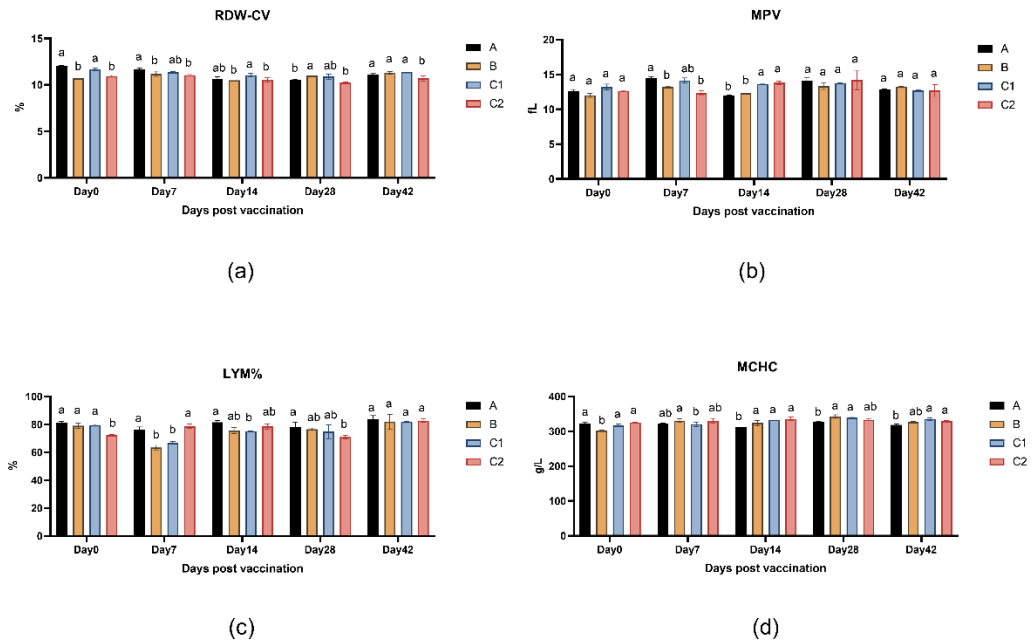 RDW-CV
15
10
5
0
%
a b a b
a b ab b
ab b a b
b a a b
a a a b
Day0 Day7 Day14 Day28 Day42
Days post vaccination
A
B
C1
C2
(a)
MPV
20
15
10
5
0
fL
a a a a
a b ab b
b b a a
a a a a
a a a a
Day0 Day7 Day14 Day28 Day42
Days post vaccination
A
B
C1
C2
(b)
LYM%
100
80
60
40
20
0
%
a a a b
a b b a
a ab b ab
a ab ab b
a a a a
Day0 Day7 Day14 Day28 Day42
Days post vaccination
A
B
C1
C2
(c)
MCHC
400
300
200
100
0
g/L
a b a a
ab a b ab
b a a a
b a a ab
b ab a ab
Day0 Day7 Day14 Day28 Day42
Days post vaccination
A
B
C1
C2
(d)